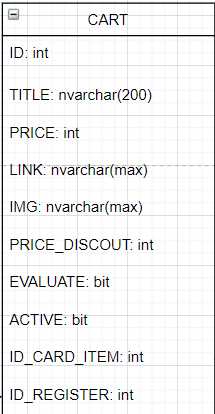 CART
ID: int
TITLE: nvarchar(200)
PRICE: int
LINK: nvarchar(max)
IMG: nvarchar(max)
PRICE_DISCOUT: int
EVALUATE: bit
ACTIVE: bit
ID_CARD_ITEM: int
ID_REGISTER: int